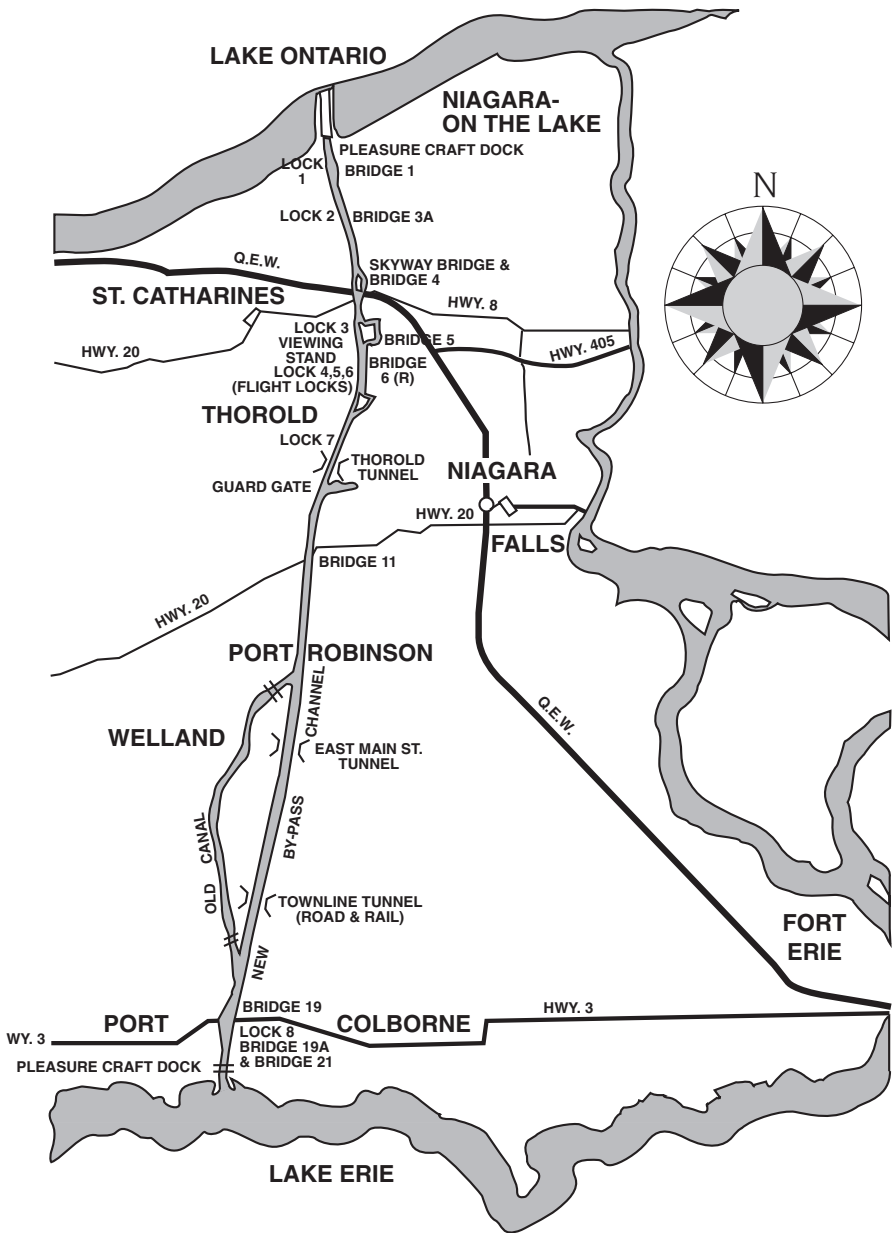 LAKE ONTARIO
NIAGARA-
ON THE LAKE
PLEASURE CRAFT DOCK
LOCK
1
BRIDGE 1
N
LOCK 2
BRIDGE 3A
Q.E.W.
SKYWAY BRIDGE &
BRIDGE 4
ST. CATHARINES
HWY. 8
LOCK 3
VIEWING
STAND
BRIDGE 5
HWY. 405
HWY. 20
LOCK 4,5,6
(FLIGHT LOCKS)
BRIDGE
6 (R)
THOROLD
LOCK 7
THOROLD
TUNNEL
NIAGARA
GUARD GATE
HWY. 20
FALLS
BRIDGE 11
HWY. 20
PORT ROBINSON
CHANNEL
Q.E.W.
WELLAND
EAST MAIN ST.
TUNNEL
BY-PASS
CANAL
OLD
TOWNLINE TUNNEL
(ROAD & RAIL)
FORT
ERIE
NEW
BRIDGE 19
HWY. 3
PORT
COLBORNE
WY. 3
LOCK 8
BRIDGE 19A
& BRIDGE 21
PLEASURE CRAFT DOCK
LAKE ERIE